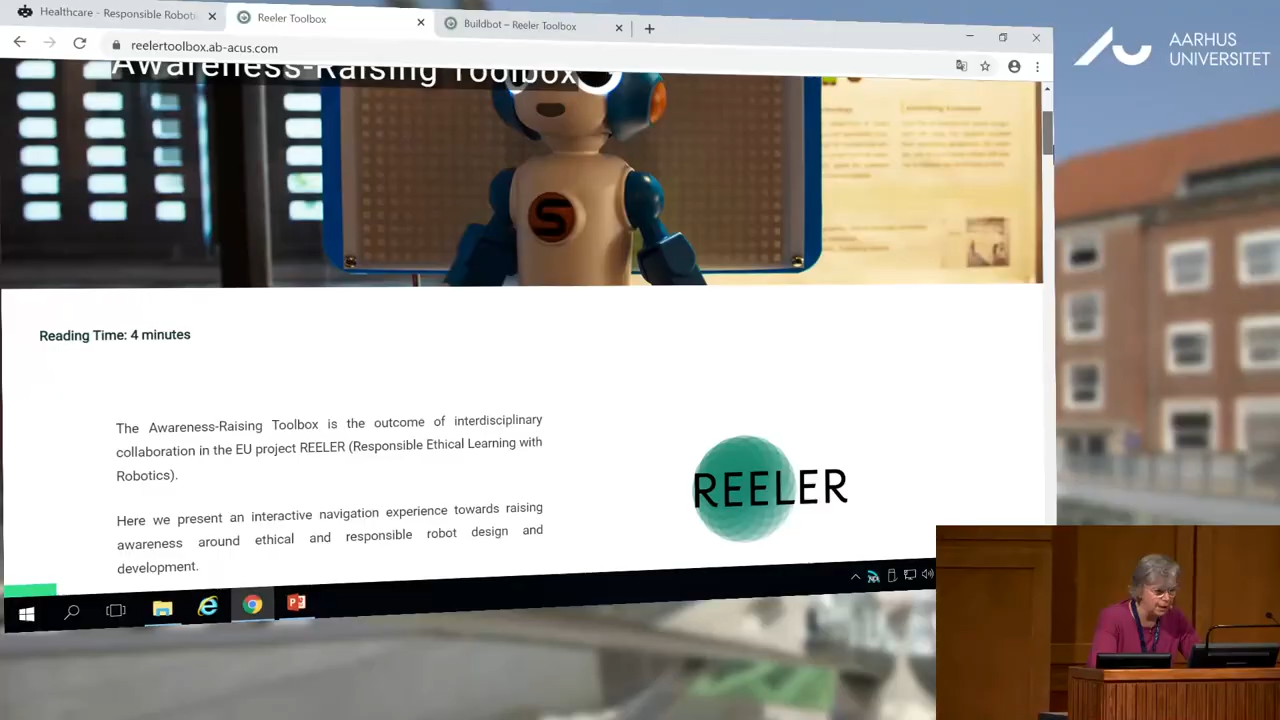 Healthcare - Responsible Robot
Reeler Toolbox
Buildbot – Reeler Toolbox
reelertoolbox.ab-acus.com
AARHUS
UNIVERSITET
Awareness-Raising Toolbox
S
Reading Time: 4 minutes
The Awareness-Raising Toolbox is the outcome of interdisciplinary
collaboration in the EU project REELER (Responsible Ethical Learning with
Robotics).
REELER
Here we present an interactive navigation experience towards raising
awareness around ethical and responsible robot design and
development.